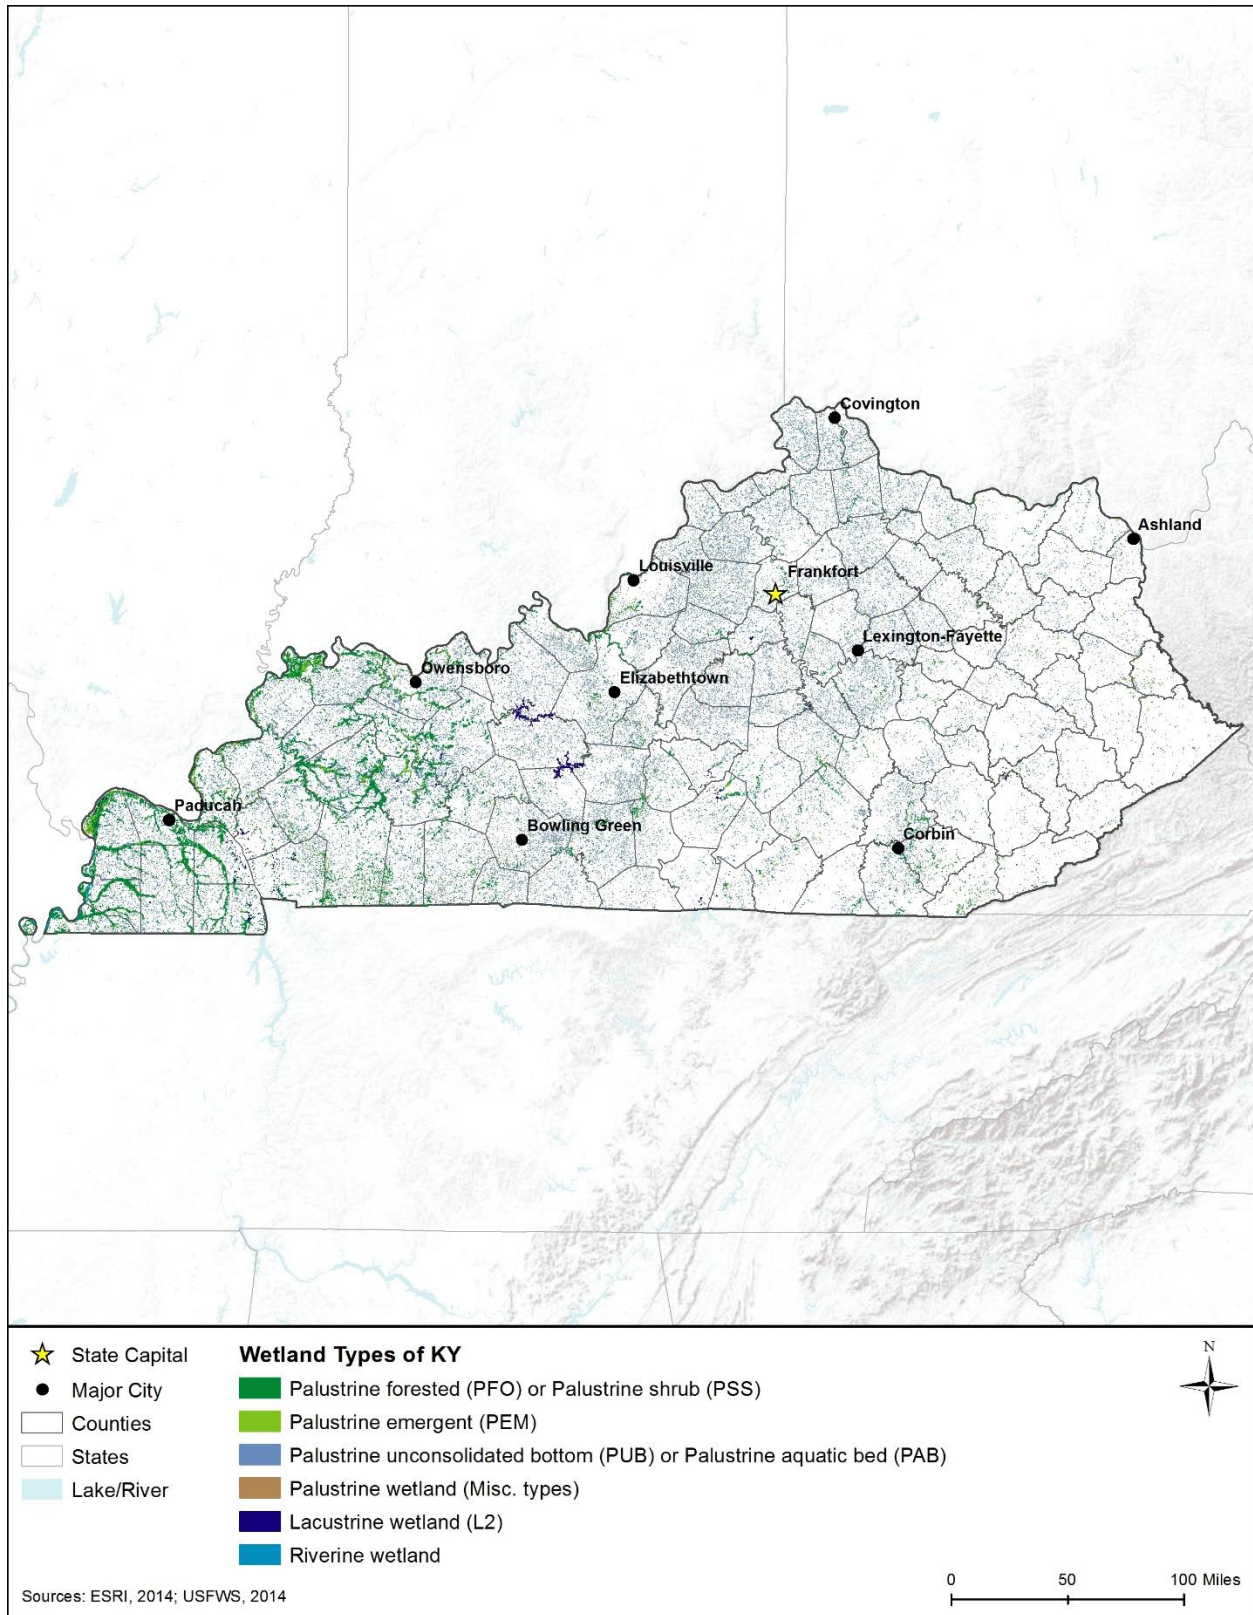 Covington
Ashland
Louisville
Frankfort
Lexington-Fayette
Owensboro
Elizabethtown
Paducah
Bowling Green
Corbin
State Capital
Major City
Counties
States
Lake/River
Wetland Types of KY
Palustrine forested (PFO) or Palustrine shrub (PSS)
Palustrine emergent (PEM)
Palustrine unconsolidated bottom (PUB) or Palustrine aquatic bed (PAB)
Palustrine wetland (Misc. types)
Lacustrine wetland (L2)
Riverine wetland
N
0 50 100 Miles
Sources: ESRI, 2014; USFWS, 2014